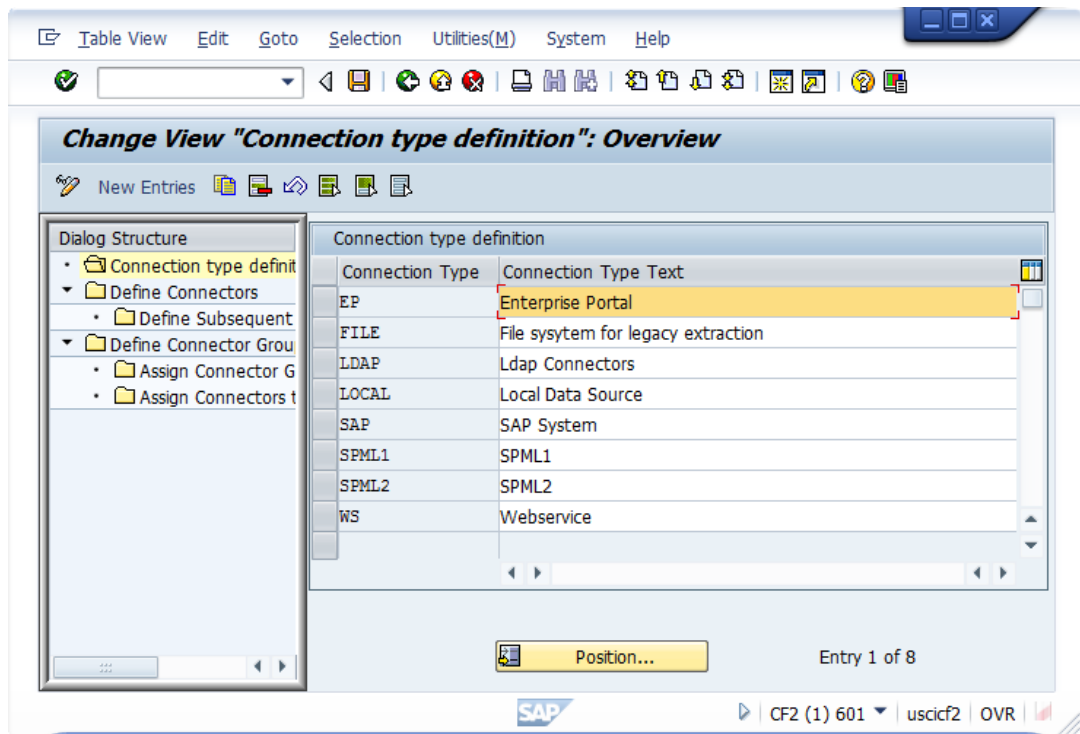 Table View Edit Goto Selection Utilities(M) System Help
Change View "Connection type definition": Overview
New Entries
Dialog Structure
Connection type definit
Define Connectors
Define Subsequent
Define Connector Grou
Assign Connector G
Assign Connectors t
Connection type definition
Connection Type Connection Type Text
EP Enterprise Portal
FILE File sysytem for legacy extraction
LDAP Ldap Connectors
LOCAL Local Data Source
SAP SAP System
SPML1 SPML1
SPML2 SPML2
WS Webservice
Position... Entry 1 of 8
SAP CF2 (1) 601 uscicf2 OVR